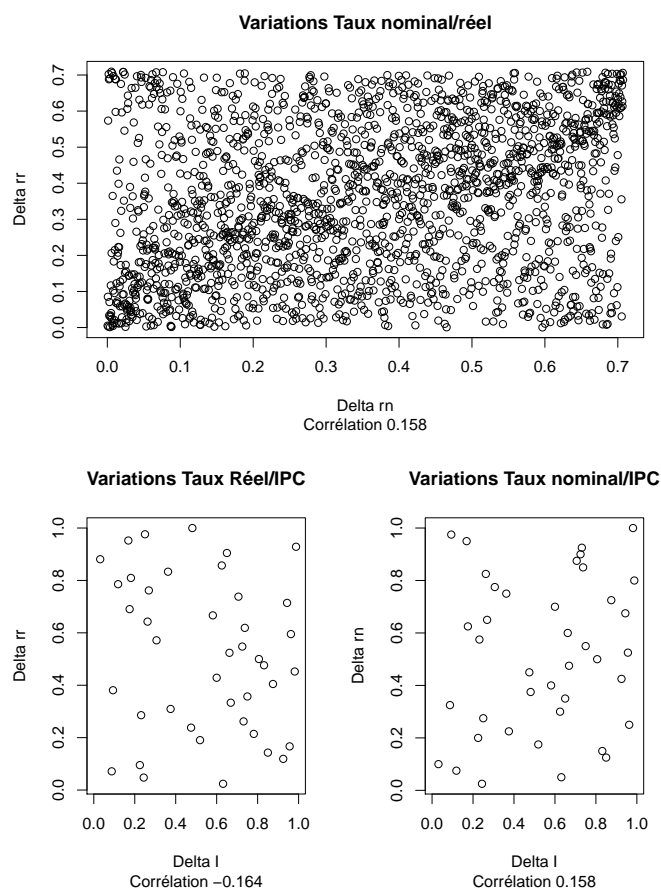 Variations Taux nominal/réel
Delta rr
0.0 0.1 0.2 0.3 0.4 0.5 0.6 0.7
0.0 0.1 0.2 0.3 0.4 0.5 0.6 0.7
Delta rn
Corrélation 0.158
Variations Taux Réel/IPC
Delta rr
0.0 0.2 0.4 0.6 0.8 1.0
0.0 0.2 0.4 0.6 0.8 1.0
Delta I
Corrélation −0.164
Variations Taux nominal/IPC
Delta rn
0.0 0.2 0.4 0.6 0.8 1.0
0.0 0.2 0.4 0.6 0.8 1.0
Delta I
Corrélation 0.158